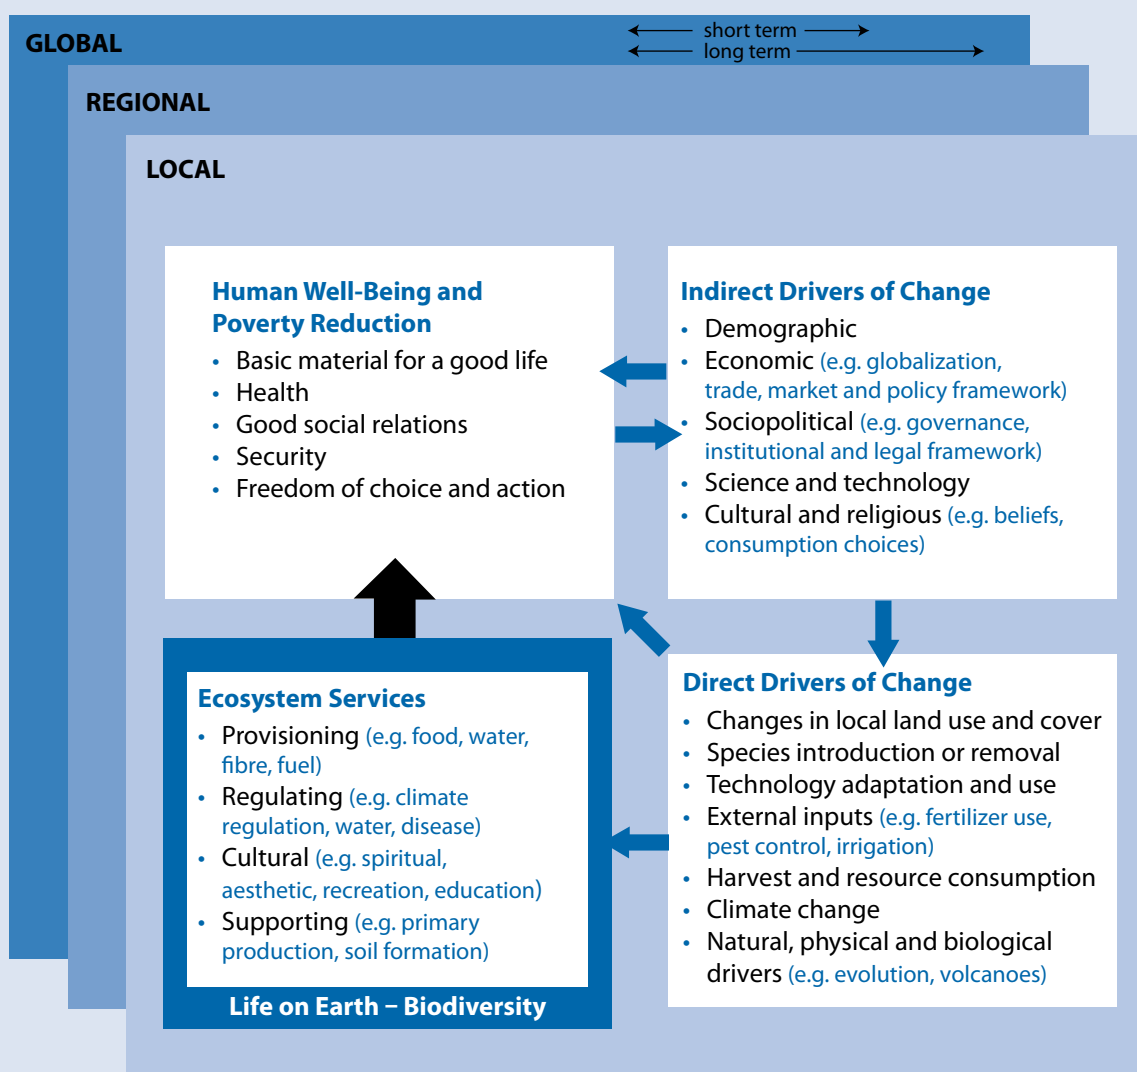 GLOBAL
short term
long term
REGIONAL
LOCAL
Human Well-Being and
Poverty Reduction
• Basic material for a good life
• Health
• Good social relations
• Security
• Freedom of choice and action
Indirect Drivers of Change
• Demographic
• Economic (e.g. globalization,
trade, market and policy framework)
• Sociopolitical (e.g. governance,
institutional and legal framework)
• Science and technology
• Cultural and religious (e.g. beliefs,
consumption choices)
Ecosystem Services
• Provisioning (e.g. food, water,
fibre, fuel)
• Regulating (e.g. climate
regulation, water, disease)
• Cultural (e.g. spiritual,
aesthetic, recreation, education)
• Supporting (e.g. primary
production, soil formation)
Life on Earth – Biodiversity
Direct Drivers of Change
• Changes in local land use and cover
• Species introduction or removal
• Technology adaptation and use
• External inputs (e.g. fertilizer use,
pest control, irrigation)
• Harvest and resource consumption
• Climate change
• Natural, physical and biological
drivers (e.g. evolution, volcanoes)